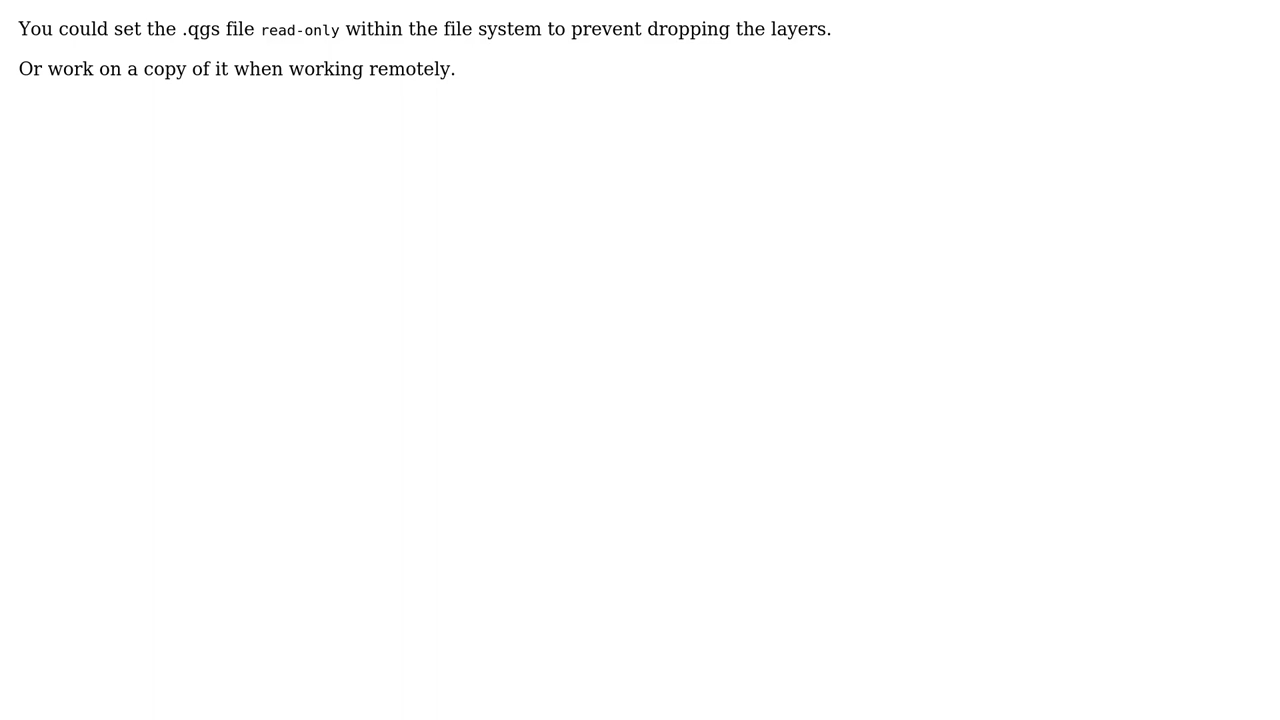 You could set the .qgs file read-only within the file system to prevent dropping the layers.
Or work on a copy of it when working remotely.